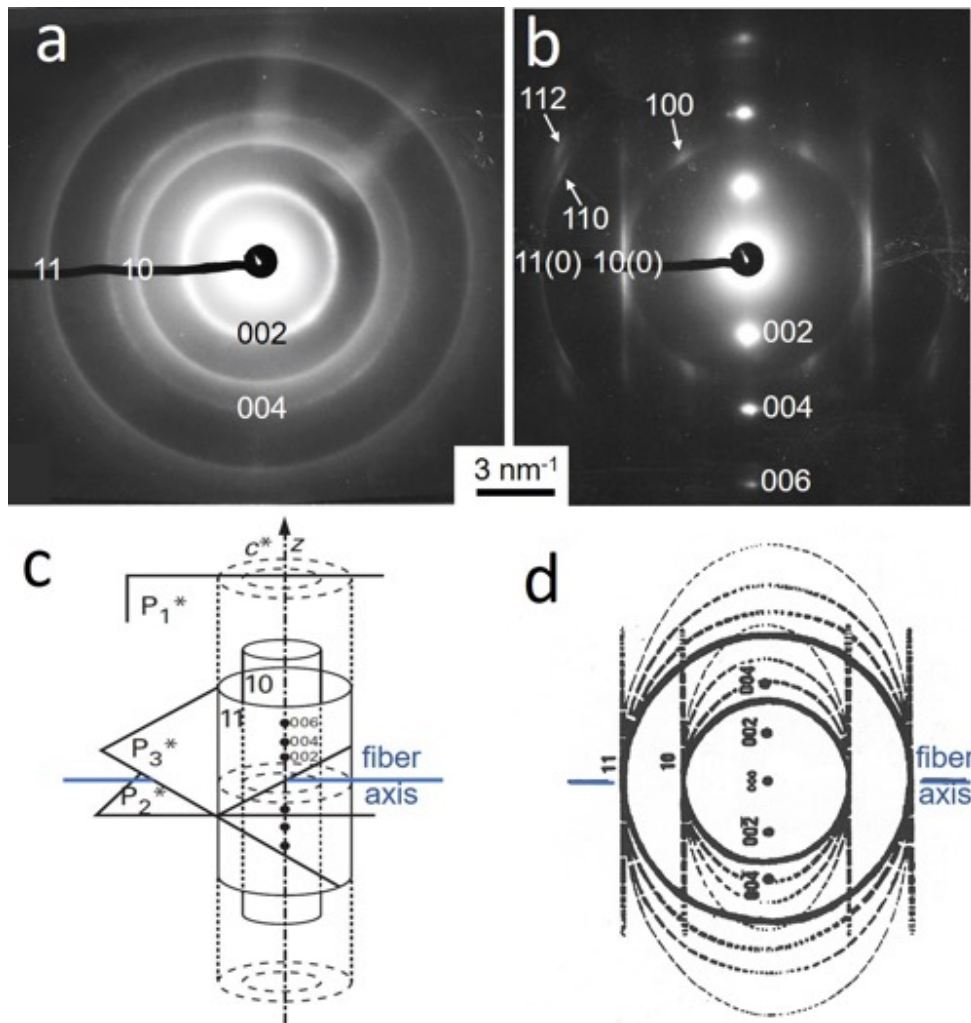 a
11 10
002
004
b
112
100
110
11(0) 10(0)
002
004
006
3 nm⁻¹
c
c* z
P₁*
10
11
006
004
002
P₃*
P₂*
fiber
axis
d
004
002
11
10
000
fiber
axis
002̅
004̅